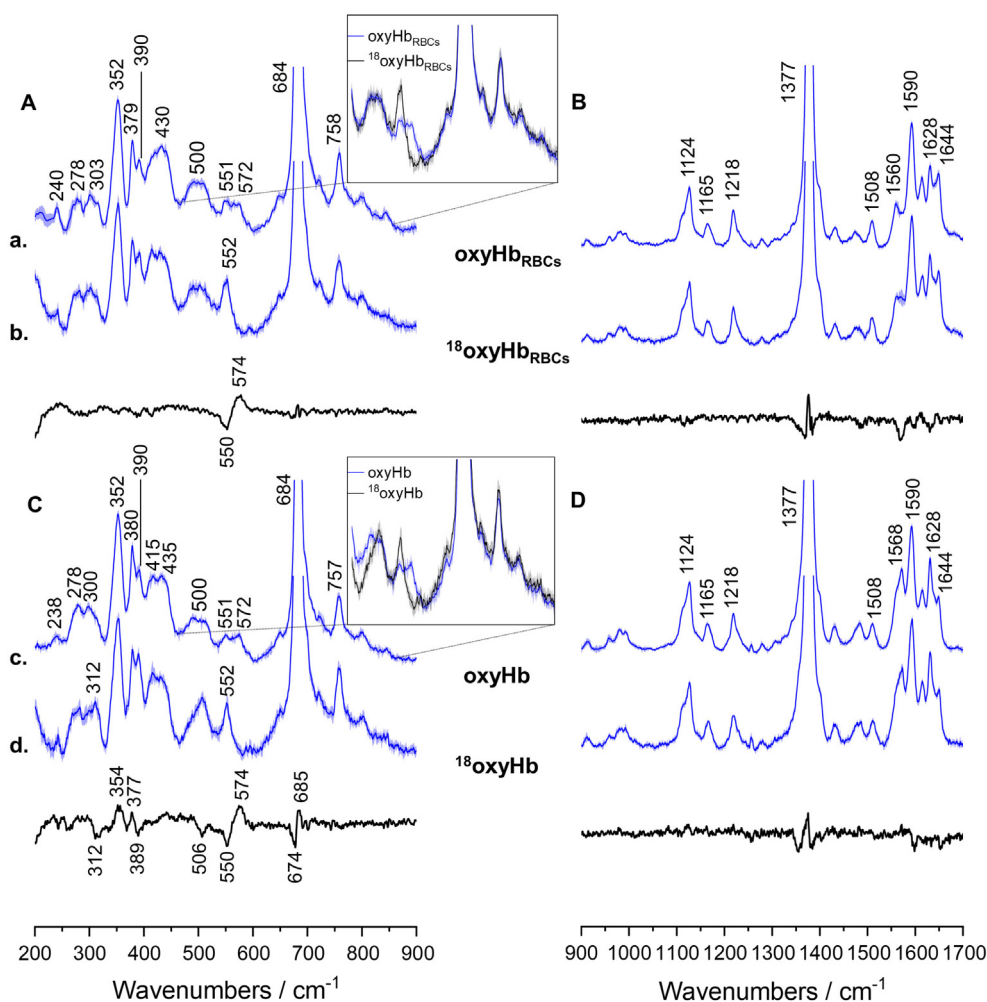 A
352
379
390
430
240
278
303
500
551
572
684
758
oxyHb_RBCs
¹⁸oxyHb_RBCs
a.
oxyHb_RBCs
552
b.
¹⁸oxyHb_RBCs
574
550
B
1377
1590
1124
1165
1218
1508
1560
1628
1644
C
352
380
390
415
435
238
278
300
500
551
572
684
757
oxyHb
¹⁸oxyHb
c.
oxyHb
312
552
d.
¹⁸oxyHb
354
377
574
685
312
389
506
550
674
D
1377
1590
1124
1165
1218
1508
1568
1628
1644
200 300 400 500 600 700 800 900
Wavenumbers / cm⁻¹
900 1000 1100 1200 1300 1400 1500 1600 1700
Wavenumbers / cm⁻¹